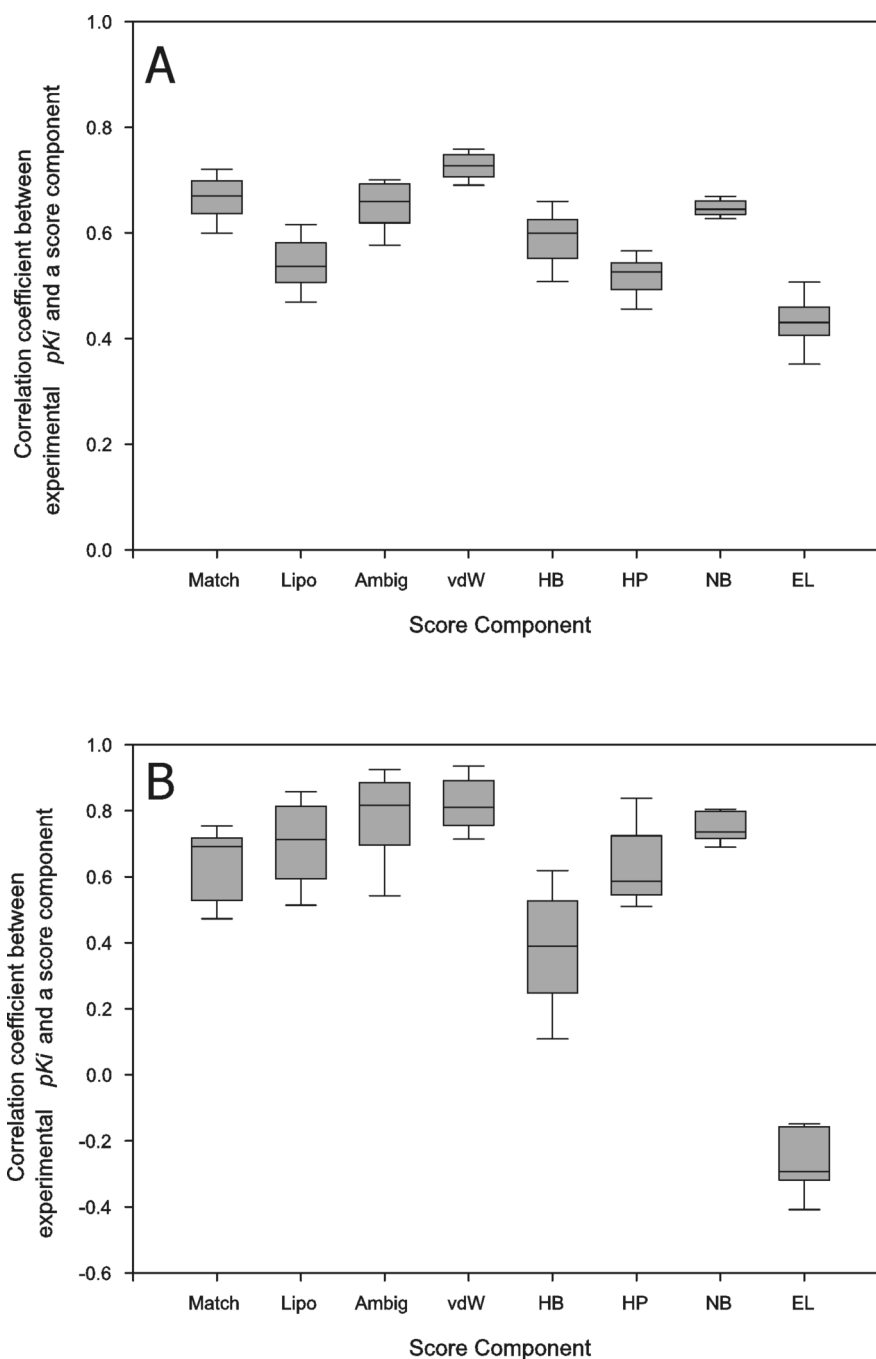 A
Correlation coefficient between
experimental pKi and a score component
1.0
0.8
0.6
0.4
0.2
0.0
Match Lipo Ambig vdW HB HP NB EL
Score Component
B
Correlation coefficient between
experimental pKi and a score component
1.0
0.8
0.6
0.4
0.2
0.0
-0.2
-0.4
-0.6
Match Lipo Ambig vdW HB HP NB EL
Score Component